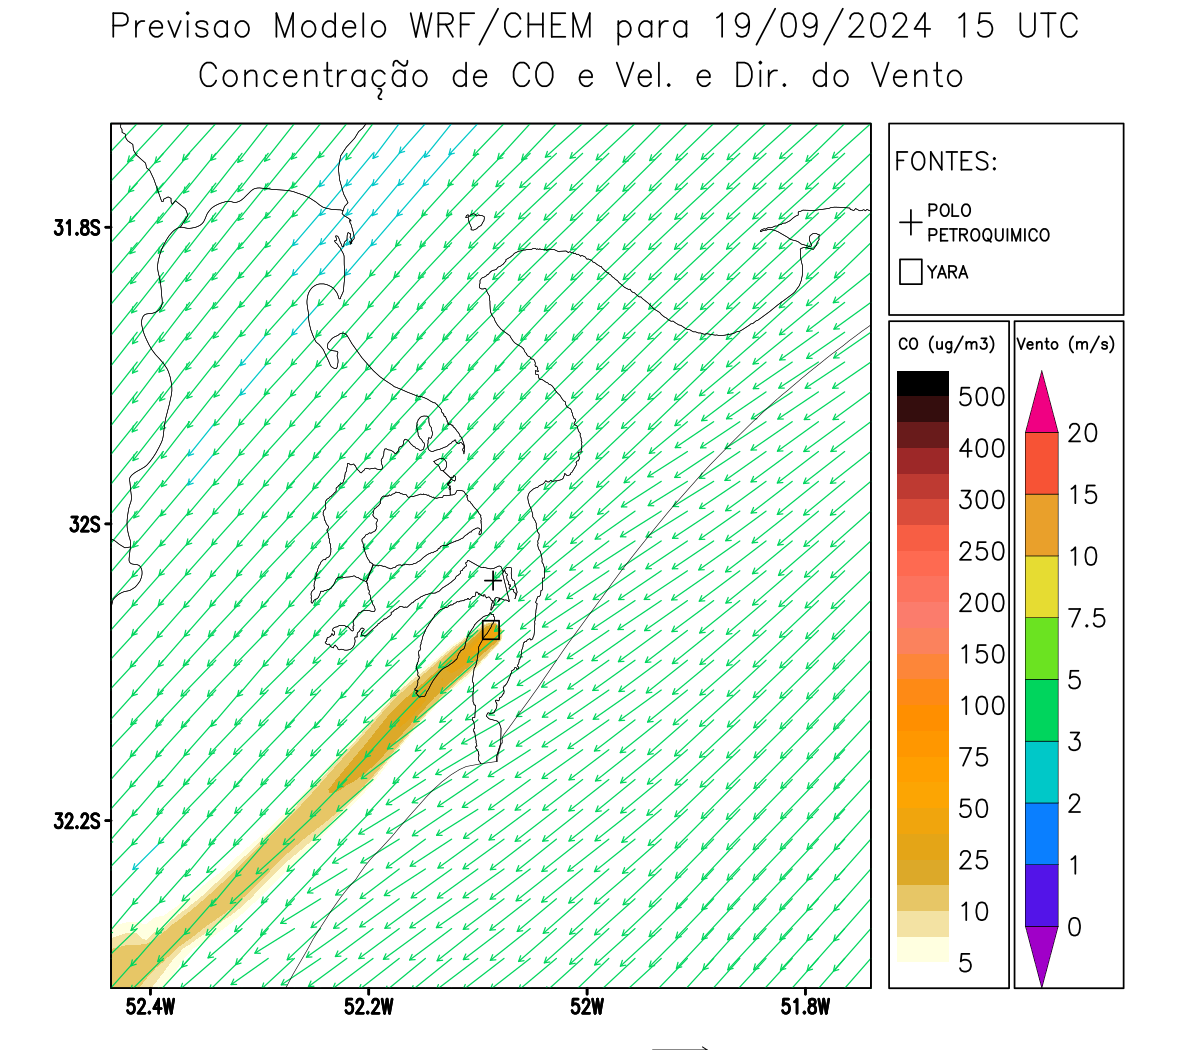 Previsao Modelo WRF/CHEM para 19/09/2024 15 UTC
Concentração de CO e Vel. e Dir. do Vento
FONTES:
POLO
PETROQUIMICO
YARA
31.8S
32S
32.2S
52.4W
52.2W
52W
51.8W
CO (ug/m3)
500
400
300
250
200
150
100
75
50
25
10
5
Vento (m/s)
20
15
10
7.5
5
3
2
1
0